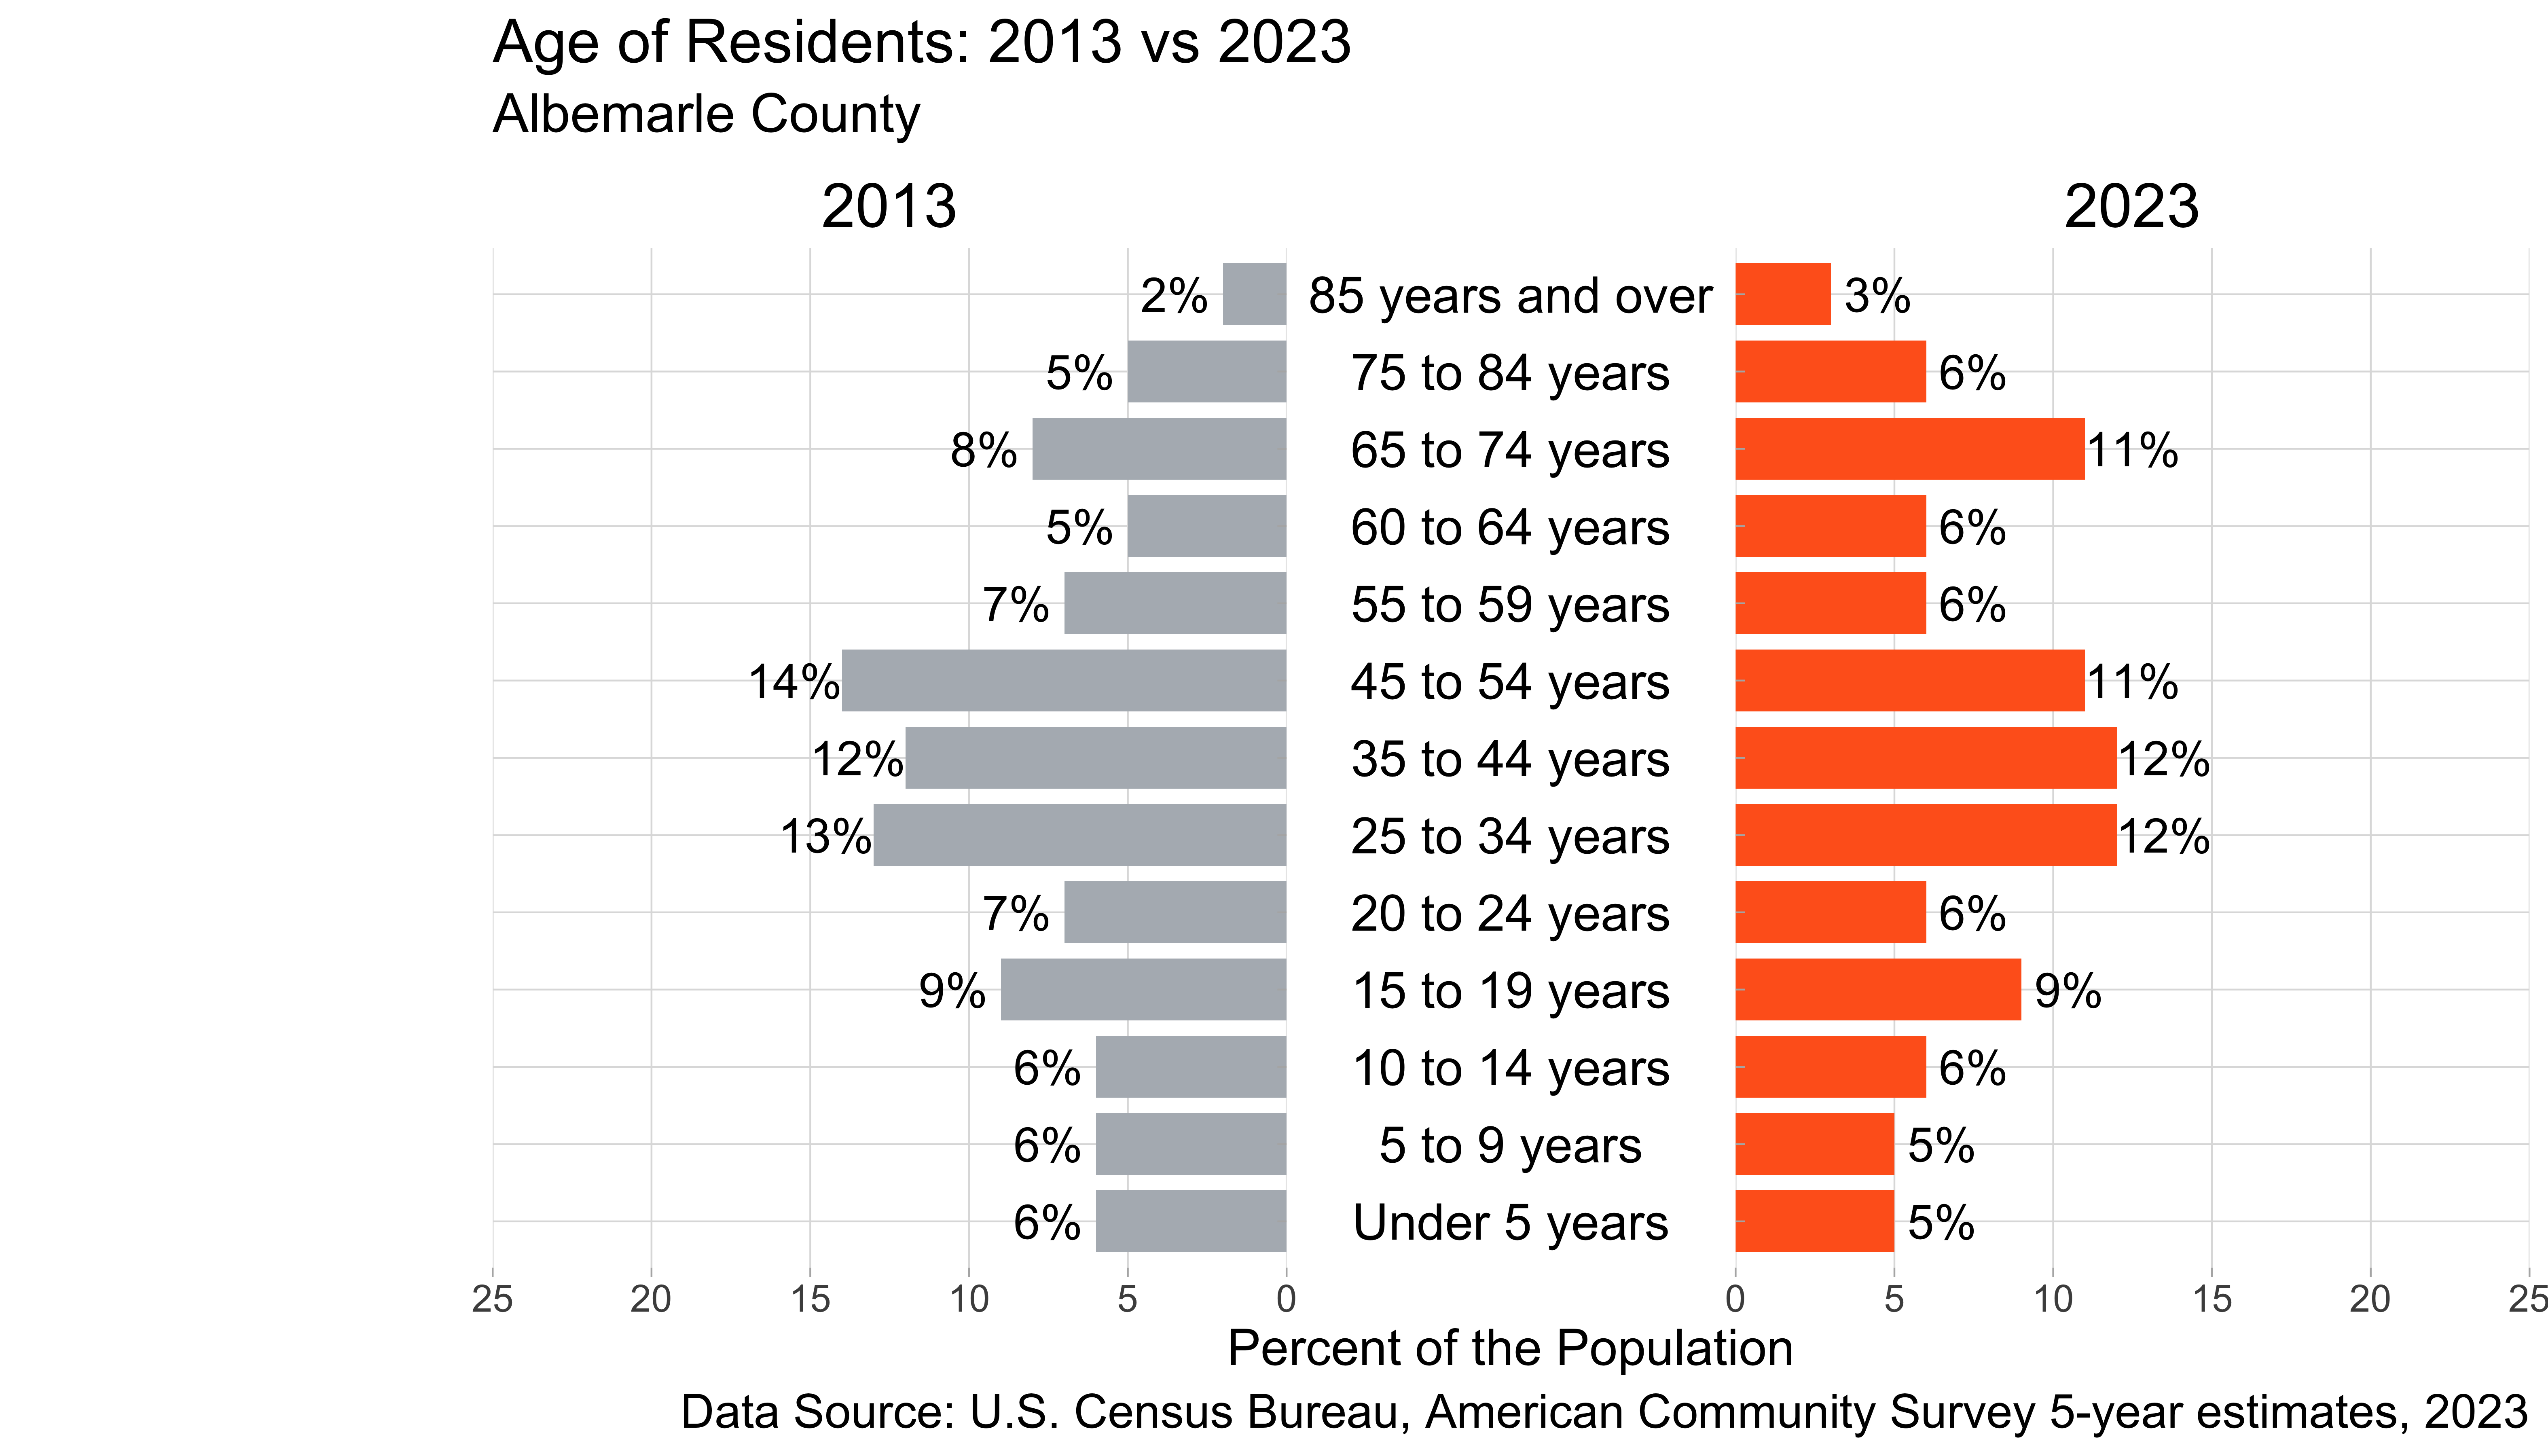 Age of Residents: 2013 vs 2023
Albemarle County
2013 2023
2% 85 years and over 3%
5% 75 to 84 years 6%
8% 65 to 74 years 11%
5% 60 to 64 years 6%
7% 55 to 59 years 6%
14% 45 to 54 years 11%
12% 35 to 44 years 12%
13% 25 to 34 years 12%
7% 20 to 24 years 6%
9% 15 to 19 years 9%
6% 10 to 14 years 6%
6% 5 to 9 years 5%
6% Under 5 years 5%
25 20 15 10 5 0 0 5 10 15 20 25
Percent of the Population
Data Source: U.S. Census Bureau, American Community Survey 5-year estimates, 2023